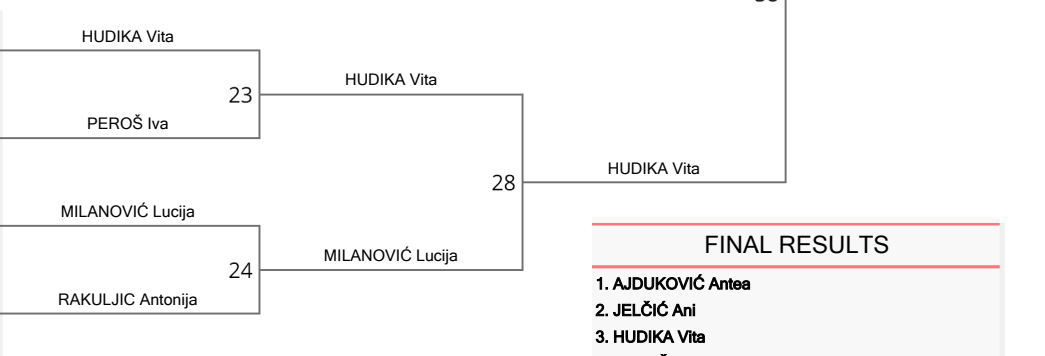 HUDIKA Vita
HUDIKA Vita
23
PEROŠ Iva
HUDIKA Vita
28
MILANOVIĆ Lucija
MILANOVIĆ Lucija
24
RAKULJIC Antonija
FINAL RESULTS
1. AJDUKOVIĆ Antea
2. JELČIĆ Ani
3. HUDIKA Vita